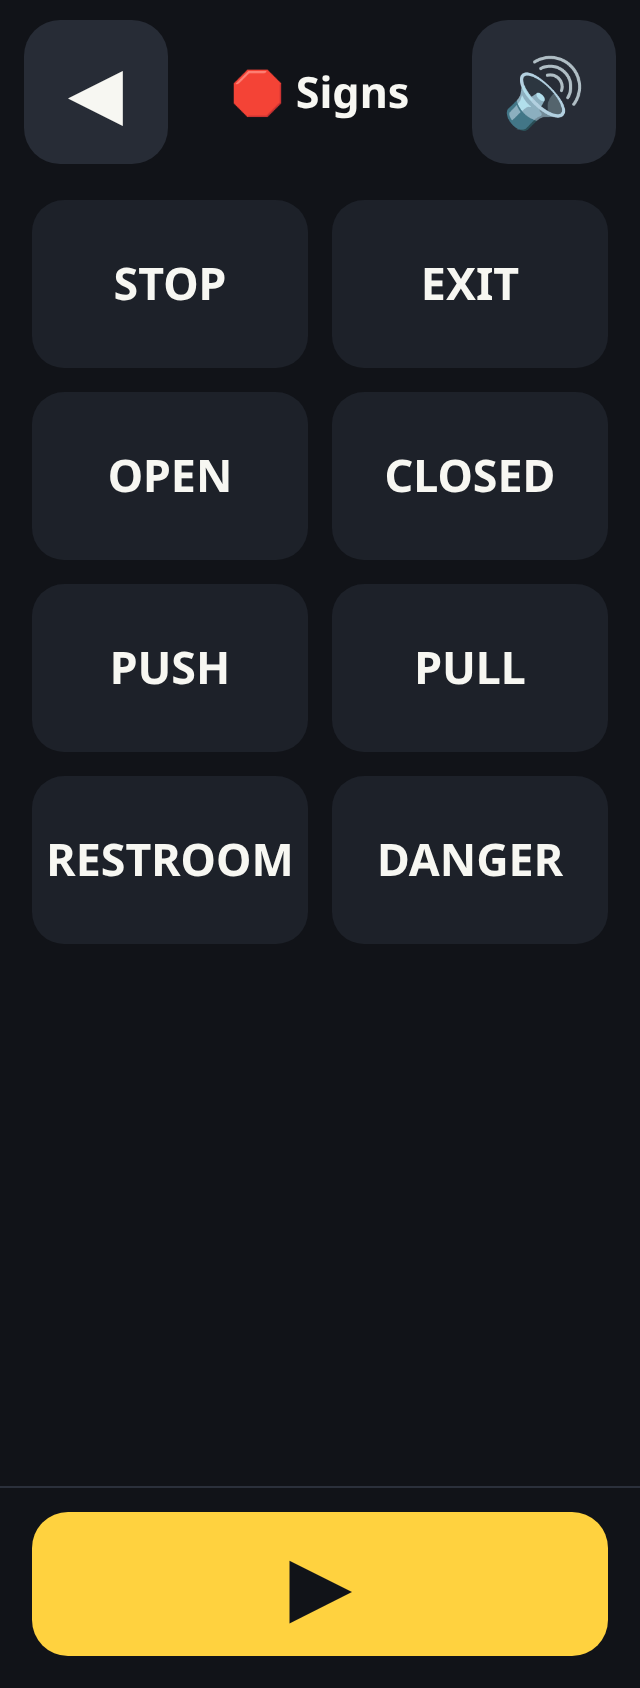 Signs
STOP
EXIT
OPEN
CLOSED
PUSH
PULL
RESTROOM
DANGER